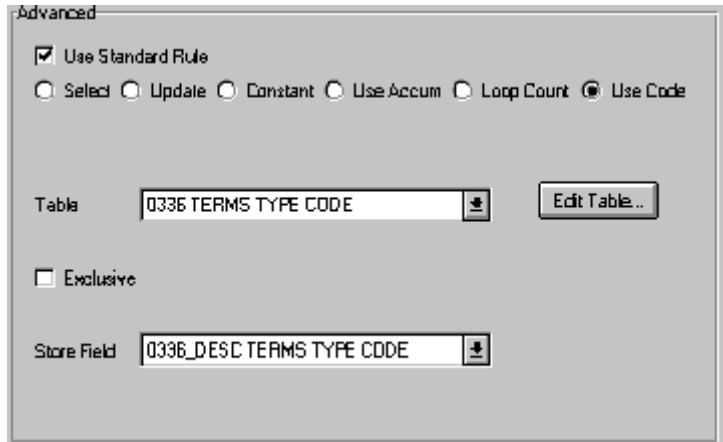 Advanced
Use Standard Rule
Select Update Constant Use Accum Loop Count Use Code
Table 0336 TERMS TYPE CODE Edit Table...
Exclusive
Store Field 0336_DESC TERMS TYPE CODE